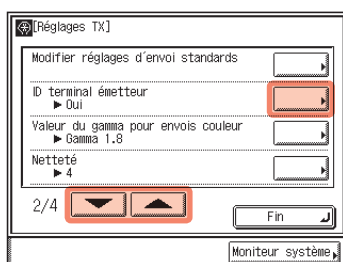 [Réglages TX]
Modifier réglages d'envoi standards
ID terminal émetteur
► Oui
Valeur du gamma pour envois couleur
► Gamma 1.8
Netteté
► 4
2/4
Fin
Moniteur système